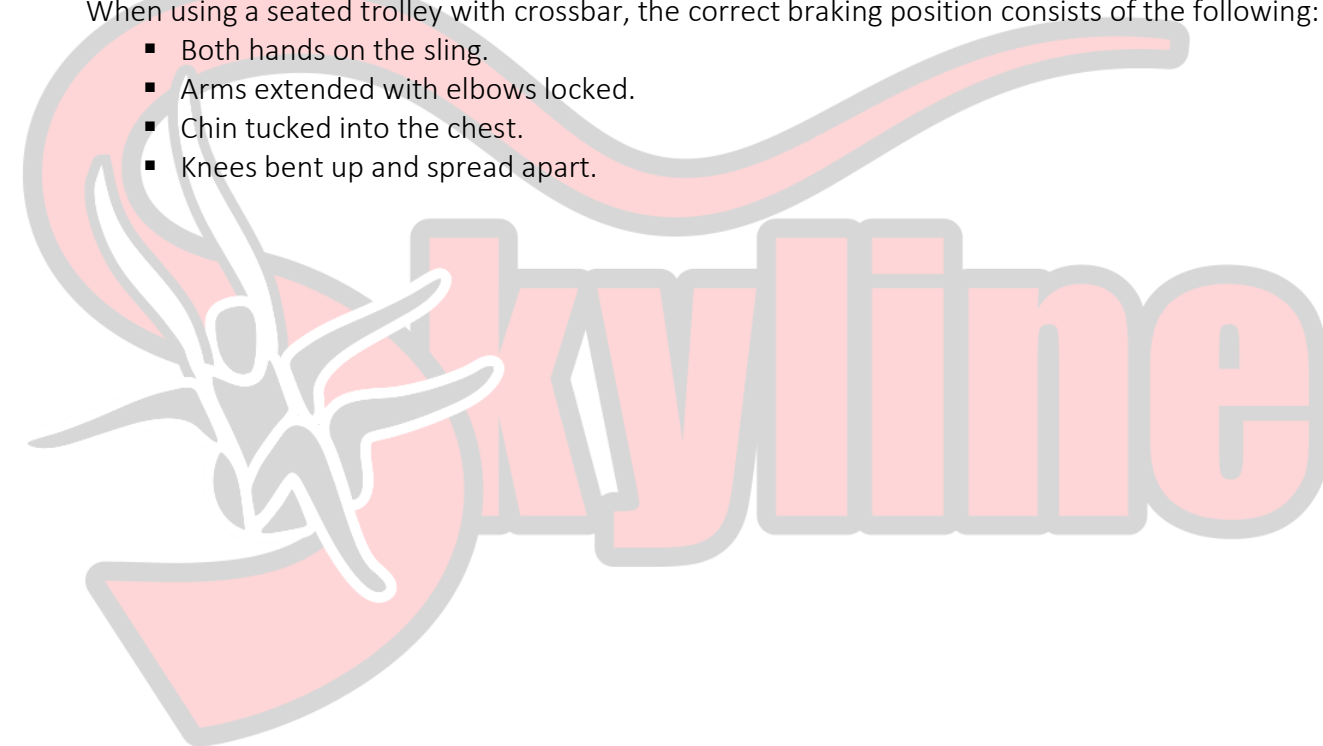 When using a seated trolley with crossbar, the correct braking position consists of the following:
▪ Both hands on the sling.
▪ Arms extended with elbows locked.
▪ Chin tucked into the chest.
▪ Knees bent up and spread apart.
Skyline